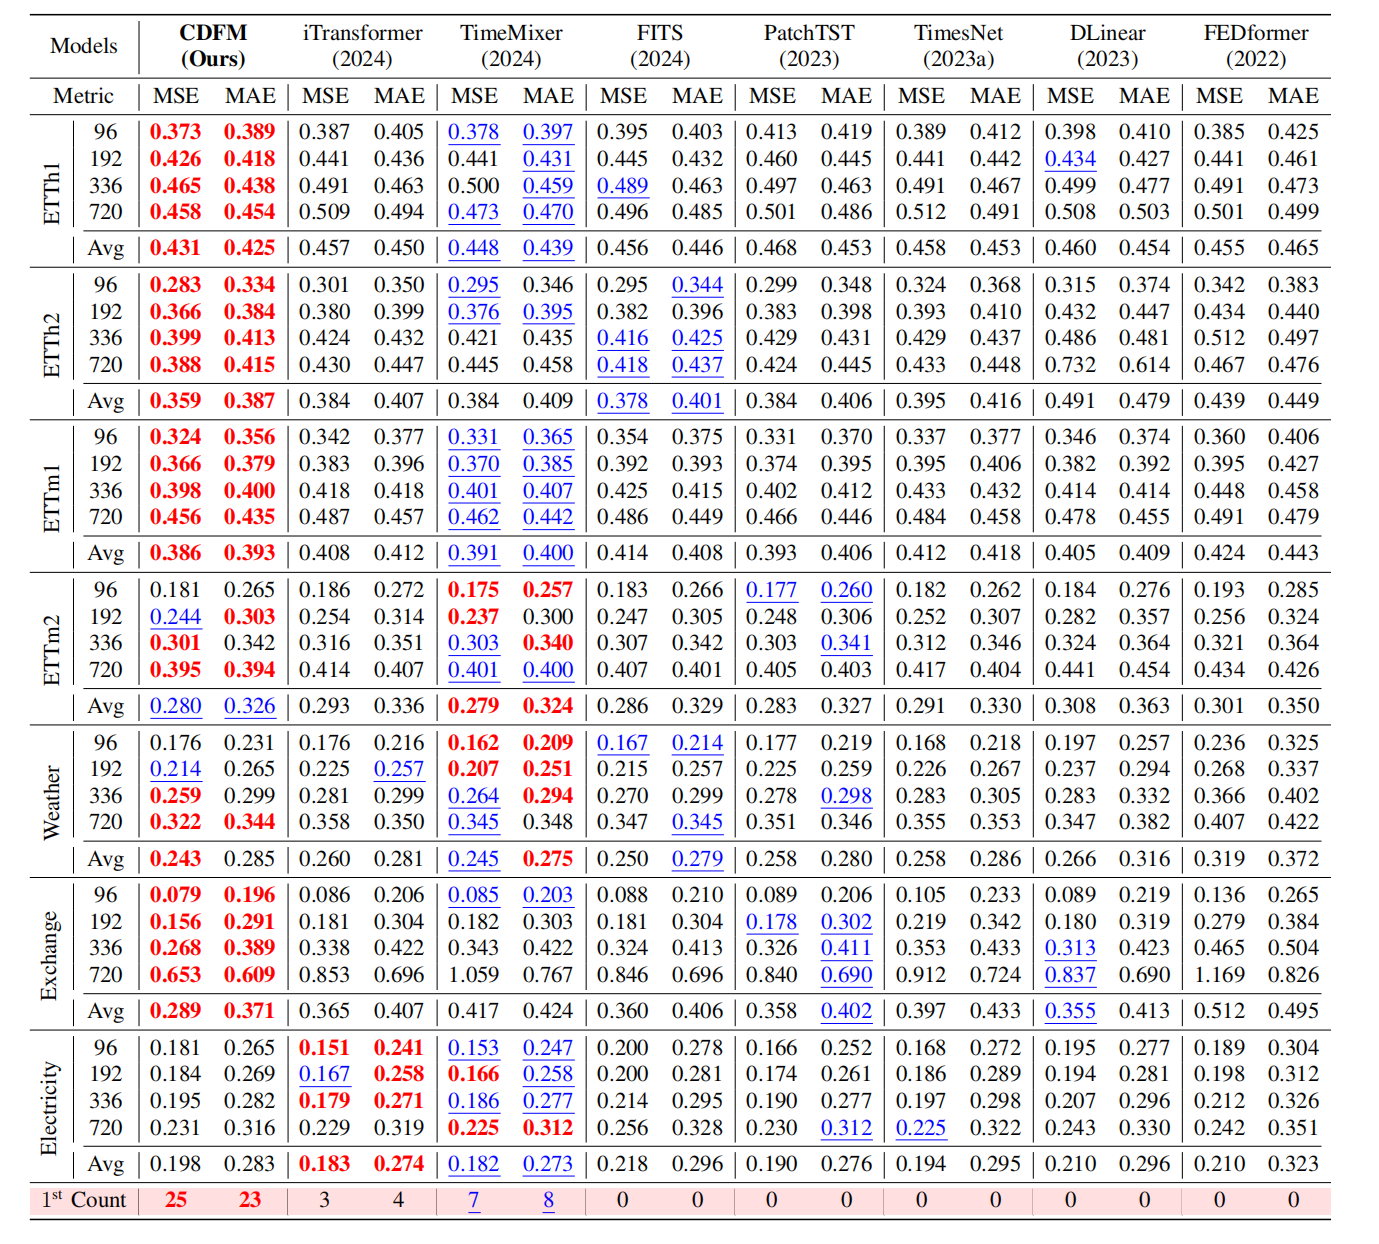 Models CDFM (Ours) iTransformer (2024) TimeMixer (2024) FITS (2024) PatchTST (2023) TimesNet (2023a) DLinear (2023) FEDformer (2022)
Metric MSE MAE MSE MAE MSE MAE MSE MAE MSE MAE MSE MAE MSE MAE MSE MAE
ETTh1
96 0.373 0.389 0.387 0.405 0.378 0.397 0.395 0.403 0.413 0.419 0.389 0.412 0.398 0.410 0.385 0.425
192 0.426 0.418 0.441 0.436 0.441 0.431 0.445 0.432 0.460 0.445 0.441 0.442 0.434 0.427 0.441 0.461
336 0.465 0.438 0.491 0.463 0.500 0.459 0.489 0.463 0.497 0.463 0.491 0.467 0.499 0.477 0.491 0.473
720 0.458 0.454 0.509 0.494 0.473 0.470 0.496 0.485 0.501 0.486 0.512 0.491 0.508 0.503 0.501 0.499
Avg 0.431 0.425 0.457 0.450 0.448 0.439 0.456 0.446 0.468 0.453 0.458 0.453 0.460 0.454 0.455 0.465
ETTh2
96 0.283 0.334 0.301 0.350 0.295 0.346 0.295 0.344 0.299 0.348 0.324 0.368 0.315 0.374 0.342 0.383
192 0.366 0.384 0.380 0.399 0.376 0.395 0.382 0.396 0.383 0.398 0.393 0.410 0.432 0.447 0.434 0.440
336 0.399 0.413 0.424 0.432 0.421 0.435 0.416 0.425 0.429 0.431 0.429 0.437 0.486 0.481 0.512 0.497
720 0.388 0.415 0.430 0.447 0.445 0.458 0.418 0.437 0.424 0.445 0.433 0.448 0.732 0.614 0.467 0.476
Avg 0.359 0.387 0.384 0.407 0.384 0.409 0.378 0.401 0.384 0.406 0.395 0.416 0.491 0.479 0.439 0.449
ETTm1
96 0.324 0.356 0.342 0.377 0.331 0.365 0.354 0.375 0.331 0.370 0.337 0.377 0.346 0.374 0.360 0.406
192 0.366 0.379 0.383 0.396 0.370 0.385 0.392 0.393 0.374 0.395 0.395 0.406 0.382 0.392 0.395 0.427
336 0.398 0.400 0.418 0.418 0.401 0.407 0.425 0.415 0.402 0.412 0.433 0.432 0.414 0.414 0.448 0.458
720 0.456 0.435 0.487 0.457 0.462 0.442 0.486 0.449 0.466 0.446 0.484 0.458 0.478 0.455 0.491 0.479
Avg 0.386 0.393 0.408 0.412 0.391 0.400 0.414 0.408 0.393 0.406 0.412 0.418 0.405 0.409 0.424 0.443
ETTm2
96 0.181 0.265 0.186 0.272 0.175 0.257 0.183 0.266 0.177 0.260 0.182 0.262 0.184 0.276 0.193 0.285
192 0.244 0.303 0.254 0.314 0.237 0.300 0.247 0.305 0.248 0.306 0.252 0.307 0.282 0.357 0.256 0.324
336 0.301 0.342 0.316 0.351 0.303 0.340 0.307 0.342 0.303 0.341 0.312 0.346 0.324 0.364 0.321 0.364
720 0.395 0.394 0.414 0.407 0.401 0.400 0.407 0.401 0.405 0.403 0.417 0.404 0.441 0.454 0.434 0.426
Avg 0.280 0.326 0.293 0.336 0.279 0.324 0.286 0.329 0.283 0.327 0.291 0.330 0.308 0.363 0.301 0.350
Weather
96 0.176 0.231 0.176 0.216 0.162 0.209 0.167 0.214 0.177 0.219 0.168 0.218 0.197 0.257 0.236 0.325
192 0.214 0.265 0.225 0.257 0.207 0.251 0.215 0.257 0.225 0.259 0.226 0.267 0.237 0.294 0.268 0.337
336 0.259 0.299 0.281 0.299 0.264 0.294 0.270 0.299 0.278 0.298 0.283 0.305 0.283 0.332 0.366 0.402
720 0.322 0.344 0.358 0.350 0.345 0.348 0.347 0.345 0.351 0.346 0.355 0.353 0.347 0.382 0.407 0.422
Avg 0.243 0.285 0.260 0.281 0.245 0.275 0.250 0.279 0.258 0.280 0.258 0.286 0.266 0.316 0.319 0.372
Exchange
96 0.079 0.196 0.086 0.206 0.085 0.203 0.088 0.210 0.089 0.206 0.105 0.233 0.089 0.219 0.136 0.265
192 0.156 0.291 0.181 0.304 0.182 0.303 0.181 0.304 0.178 0.302 0.219 0.342 0.180 0.319 0.279 0.384
336 0.268 0.389 0.338 0.422 0.343 0.422 0.324 0.413 0.326 0.411 0.353 0.433 0.313 0.423 0.465 0.504
720 0.653 0.609 0.853 0.696 1.059 0.767 0.846 0.696 0.840 0.690 0.912 0.724 0.837 0.690 1.169 0.826
Avg 0.289 0.371 0.365 0.407 0.417 0.424 0.360 0.406 0.358 0.402 0.397 0.433 0.355 0.413 0.512 0.495
Electricity
96 0.181 0.265 0.151 0.241 0.153 0.247 0.200 0.278 0.166 0.252 0.168 0.272 0.195 0.277 0.189 0.304
192 0.184 0.269 0.167 0.258 0.166 0.258 0.200 0.281 0.174 0.261 0.186 0.289 0.194 0.281 0.198 0.312
336 0.195 0.282 0.179 0.271 0.186 0.277 0.214 0.295 0.190 0.277 0.197 0.298 0.207 0.296 0.212 0.326
720 0.231 0.316 0.229 0.319 0.225 0.312 0.256 0.328 0.230 0.312 0.225 0.322 0.243 0.330 0.242 0.351
Avg 0.198 0.283 0.183 0.274 0.182 0.273 0.218 0.296 0.190 0.276 0.194 0.295 0.210 0.296 0.210 0.323
1st Count 25 23 3 4 7 8 0 0 0 0 0 0 0 0 0 0